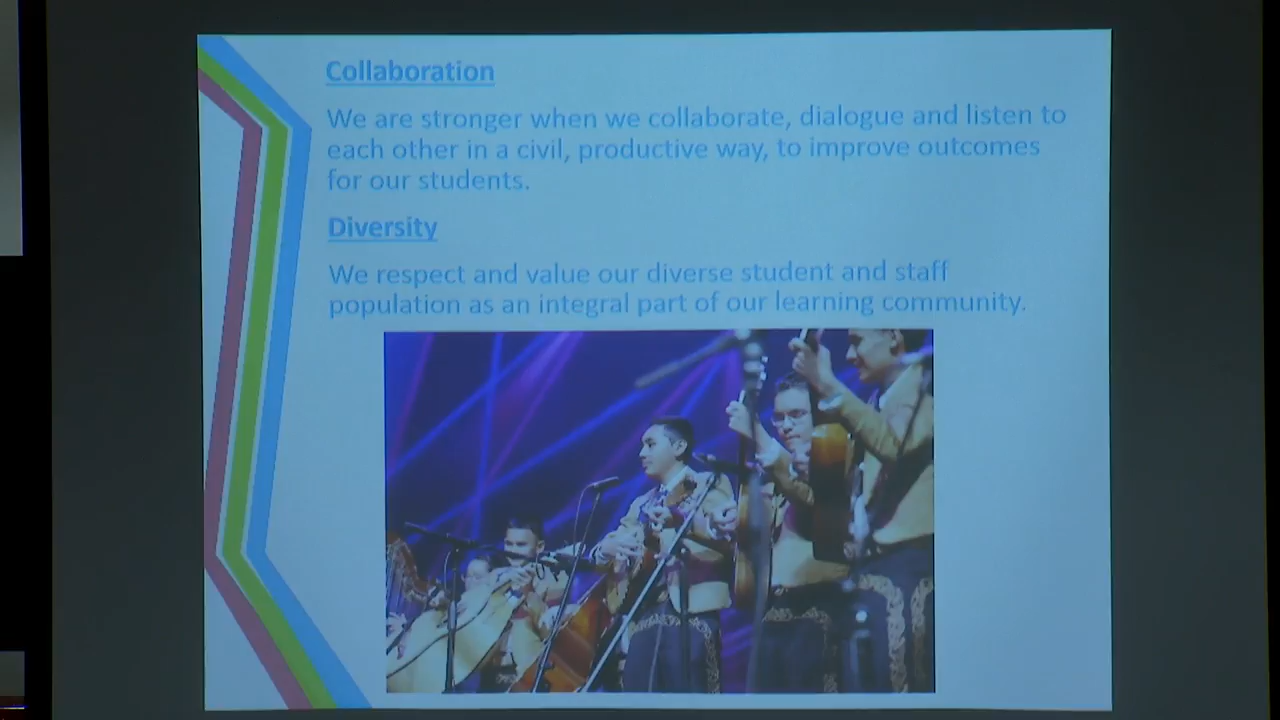 Collaboration
We are stronger when we collaborate, dialogue and listen to
each other in a civil, productive way, to improve outcomes
for our students.
Diversity
We respect and value our diverse student and staff
population as an integral part of our learning community.